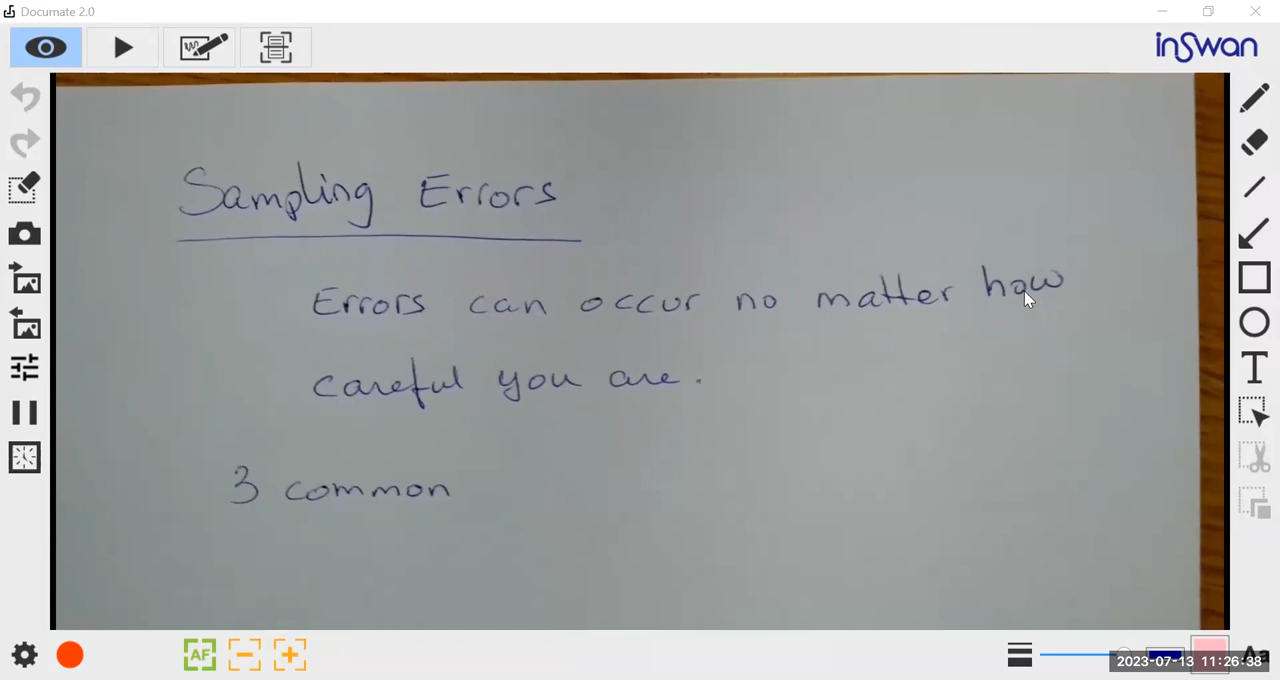 Documate 2.0
inSwan
Sampling Errors
Errors can occur no matter how
careful you are.
3 common
AF
T
Aa
2023-07-13 11:26:38